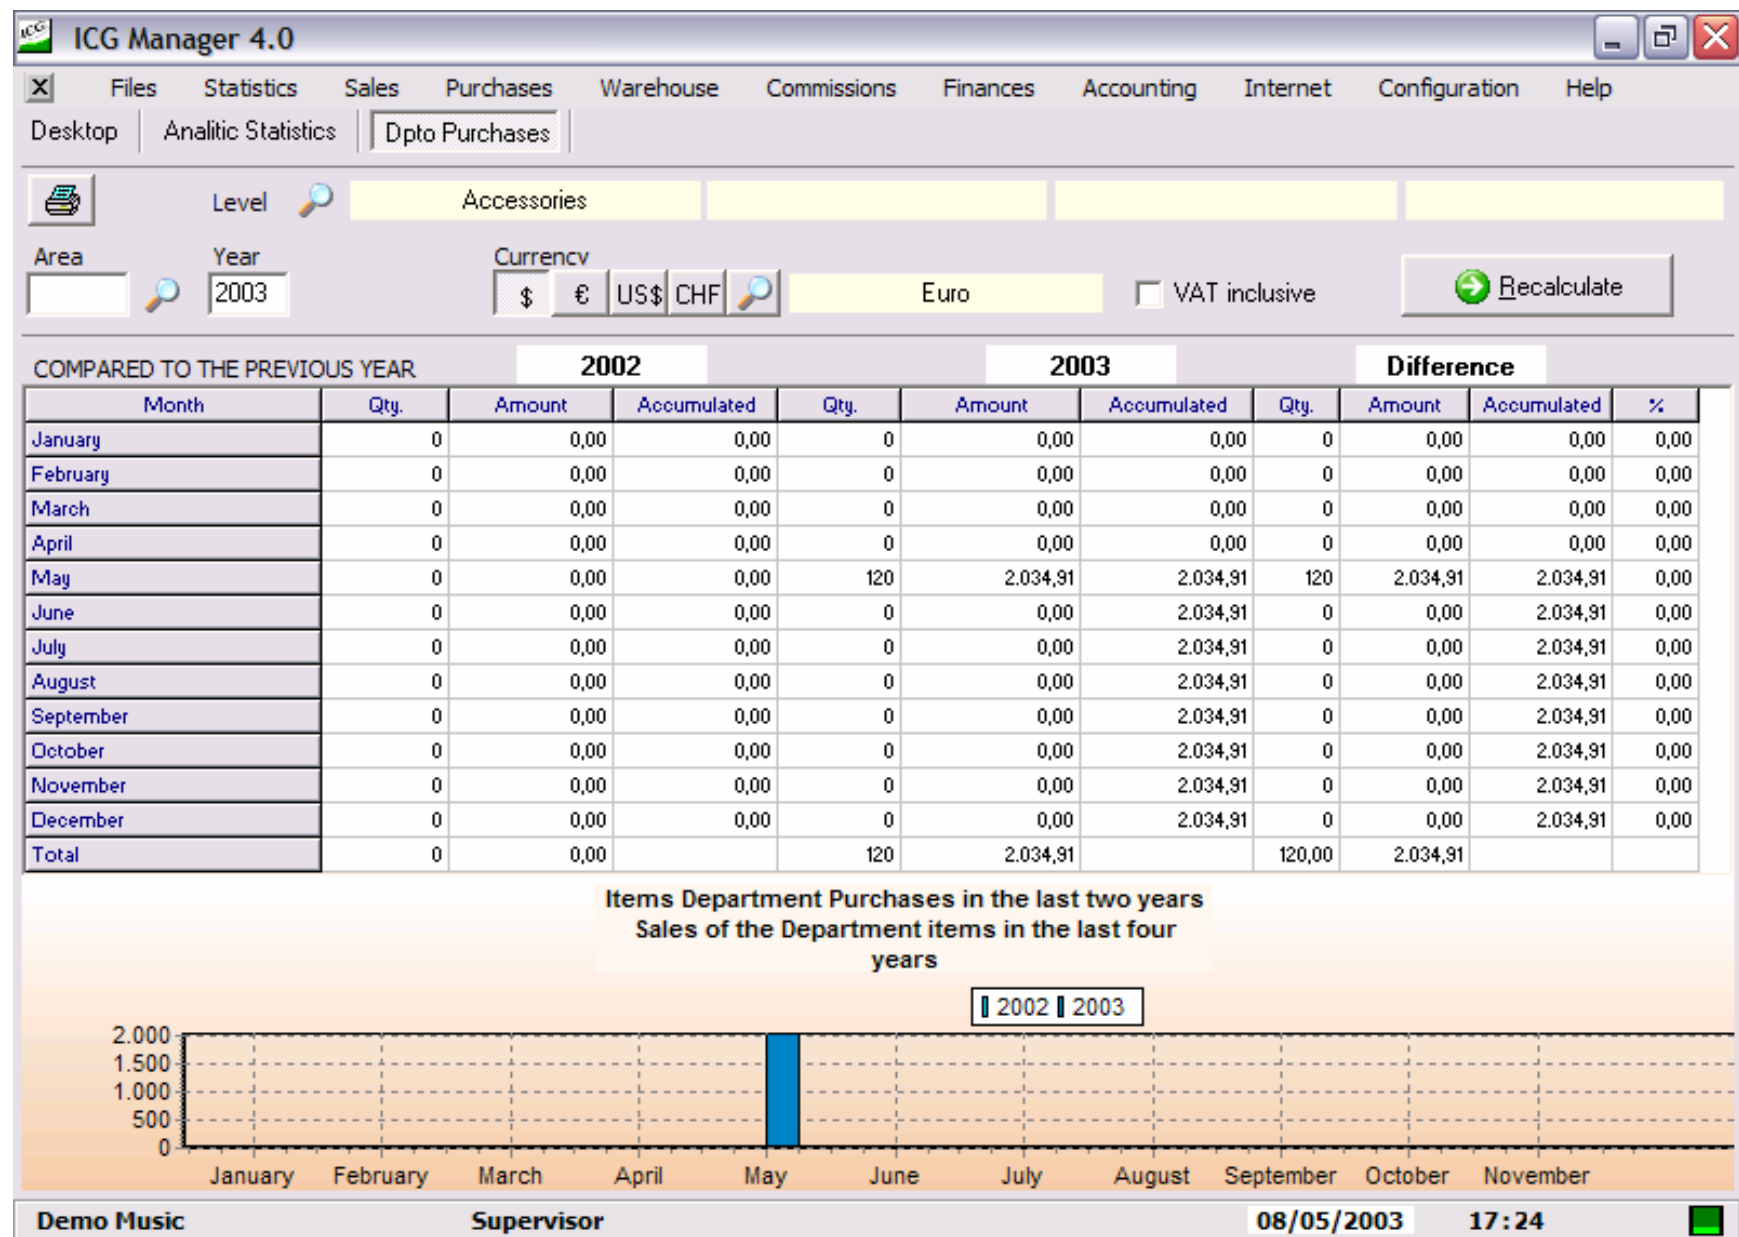 ICG ICG Manager 4.0
X Files Statistics Sales Purchases Warehouse Commissions Finances Accounting Internet Configuration Help
Desktop Analitic Statistics Dpto Purchases
Level Accessories
Area Year Currency
2003 $ € US$ CHF Euro VAT inclusive Recalculate
COMPARED TO THE PREVIOUS YEAR 2002 2003 Difference
Month Qty. Amount Accumulated Qty. Amount Accumulated Qty. Amount Accumulated %
January 0 0,00 0,00 0 0,00 0,00 0 0,00 0,00 0,00
February 0 0,00 0,00 0 0,00 0,00 0 0,00 0,00 0,00
March 0 0,00 0,00 0 0,00 0,00 0 0,00 0,00 0,00
April 0 0,00 0,00 0 0,00 0,00 0 0,00 0,00 0,00
May 0 0,00 0,00 120 2.034,91 2.034,91 120 2.034,91 2.034,91 0,00
June 0 0,00 0,00 0 0,00 2.034,91 0 0,00 2.034,91 0,00
July 0 0,00 0,00 0 0,00 2.034,91 0 0,00 2.034,91 0,00
August 0 0,00 0,00 0 0,00 2.034,91 0 0,00 2.034,91 0,00
September 0 0,00 0,00 0 0,00 2.034,91 0 0,00 2.034,91 0,00
October 0 0,00 0,00 0 0,00 2.034,91 0 0,00 2.034,91 0,00
November 0 0,00 0,00 0 0,00 2.034,91 0 0,00 2.034,91 0,00
December 0 0,00 0,00 0 0,00 2.034,91 0 0,00 2.034,91 0,00
Total 0 0,00 120 2.034,91 120,00 2.034,91
Items Department Purchases in the last two years
Sales of the Department items in the last four
years
2002 2003
2.000
1.500
1.000
500
0
January February March April May June July August September October November
Demo Music Supervisor 08/05/2003 17:24